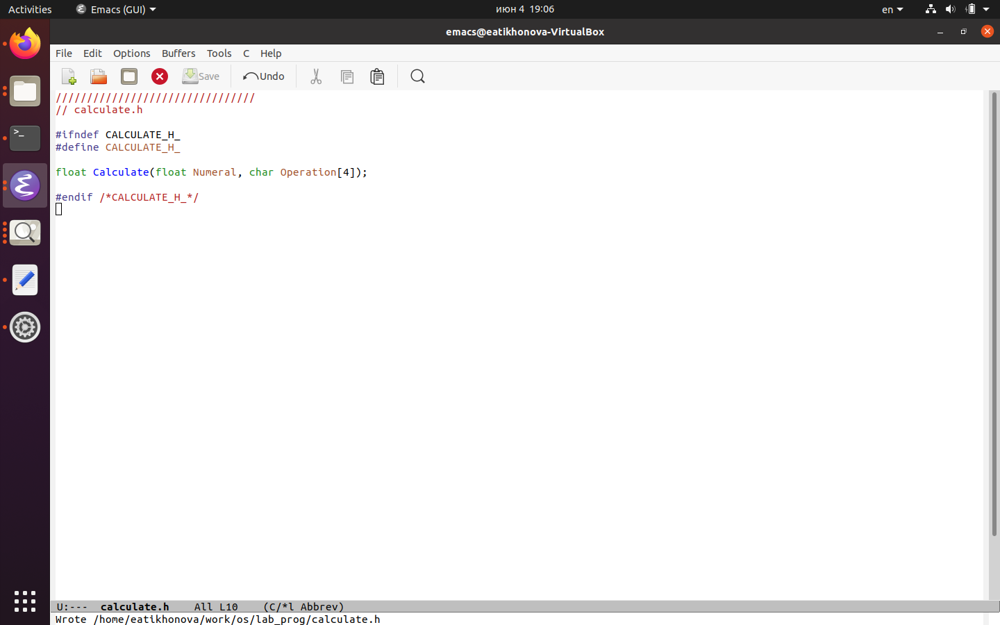 Activities Emacs (GUI) июн 4 19:06 en
emacs@eatikhonova-VirtualBox
File Edit Options Buffers Tools C Help
Save Undo
////////////////////////////////
// calculate.h
#ifndef CALCULATE_H_
#define CALCULATE_H_
float Calculate(float Numeral, char Operation[4]);
#endif /*CALCULATE_H_*/
U:--- calculate.h All L10 (C/*l Abbrev)
Wrote /home/eatikhonova/work/os/lab_prog/calculate.h